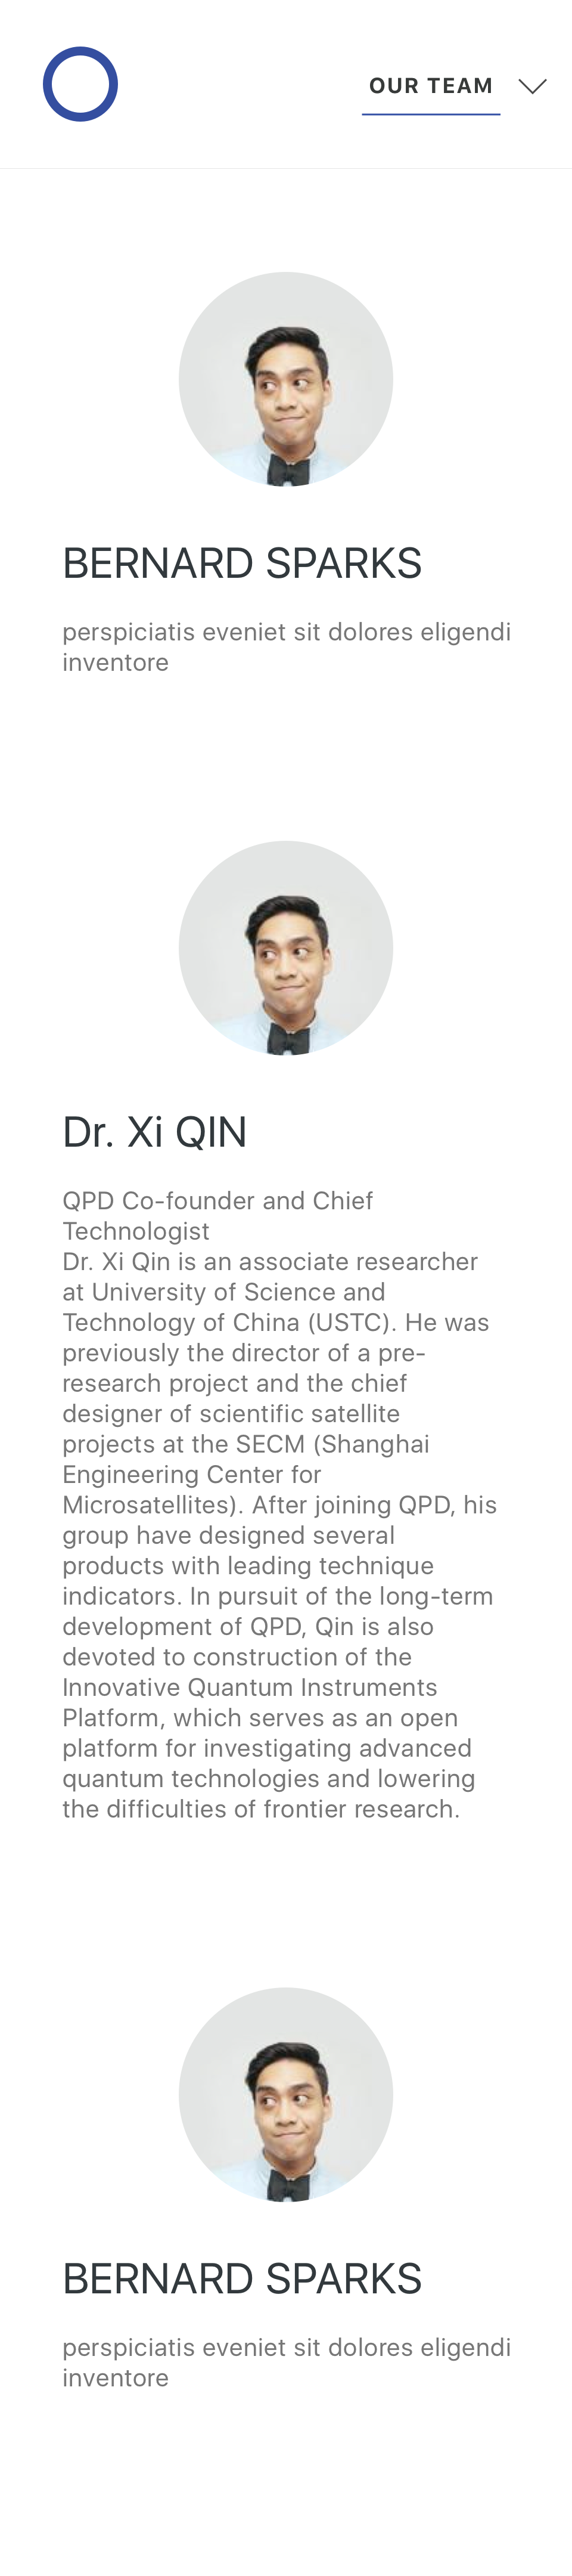 OUR TEAM
BERNARD SPARKS
perspiciatis eveniet sit dolores eligendi
inventore
Dr. Xi QIN
QPD Co-founder and Chief
Technologist
Dr. Xi Qin is an associate researcher
at University of Science and
Technology of China (USTC). He was
previously the director of a pre-
research project and the chief
designer of scientific satellite
projects at the SECM (Shanghai
Engineering Center for
Microsatellites). After joining QPD, his
group have designed several
products with leading technique
indicators. In pursuit of the long-term
development of QPD, Qin is also
devoted to construction of the
Innovative Quantum Instruments
Platform, which serves as an open
platform for investigating advanced
quantum technologies and lowering
the difficulties of frontier research.
BERNARD SPARKS
perspiciatis eveniet sit dolores eligendi
inventore